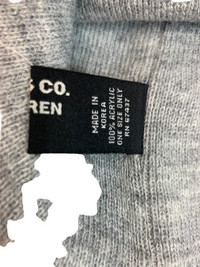 CO.
REN
MADE IN
KOREA
100% ACRYLIC
ONE SIZE ONLY
RN 67437